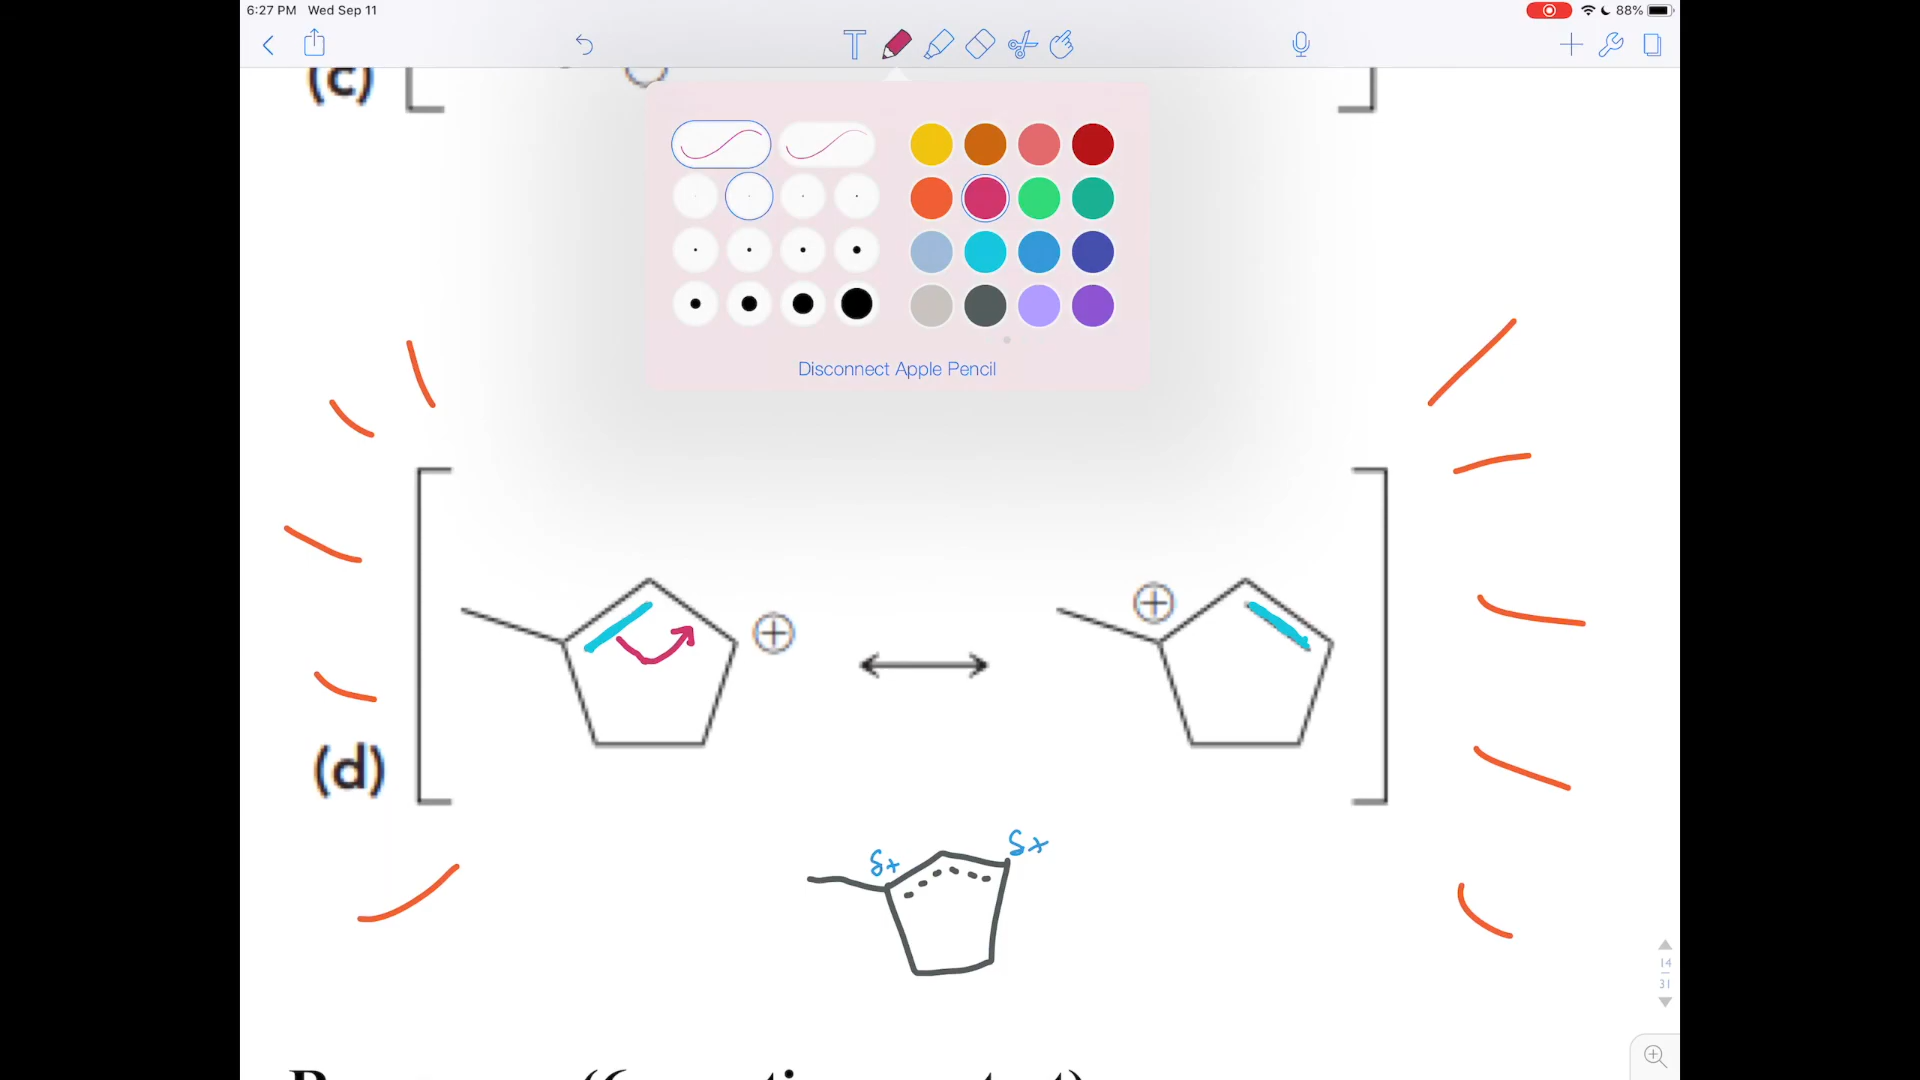 6:27 PM Wed Sep 11 88%
T
(c)
Disconnect Apple Pencil
(d)
δ+ δ+
14
31